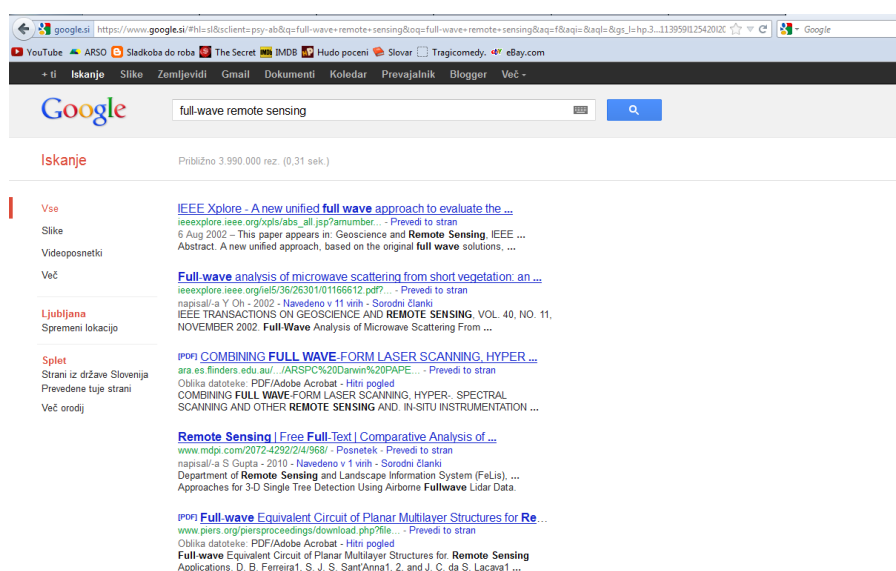 google.si https://www.google.si/#hl=sl&sclient=psy-ab&q=full-wave+remote+sensing&oq=full-wave+remote+sensing&aq=f&aqi=&aql=&gs_l=hp.3... Google
YouTube ARSO Sladkoba do roba The Secret IMDB Hudo poceni Slovar Tragicomedy. eBay.com
+ ti Iskanje Slike Zemljevidi Gmail Dokumenti Koledar Prevajalnik Blogger Več
Google full-wave remote sensing
Iskanje Približno 3.990.000 rez. (0,31 sek.)
Vse
Slike
Videoposnetki
Več
Ljubljana
Spremeni lokacijo
Splet
Strani iz države Slovenija
Prevedene tuje strani
Več orodij
IEEE Xplore - A new unified full wave approach to evaluate the ...
ieeexplore.ieee.org/xpls/abs_all.jsp?arnumber... - Prevedi to stran
6 Aug 2002 – This paper appears in: Geoscience and Remote Sensing, IEEE ...
Abstract. A new unified approach, based on the original full wave solutions, ...
Full-wave analysis of microwave scattering from short vegetation: an ...
ieeexplore.ieee.org/iel5/36/26301/01166612.pdf?... - Prevedi to stran
napisal/-a Y Oh - 2002 - Navedeno v 11 virih - Sorodni članki
IEEE TRANSACTIONS ON GEOSCIENCE AND REMOTE SENSING, VOL. 40, NO. 11,
NOVEMBER 2002. Full-Wave Analysis of Microwave Scattering From ...
[PDF] COMBINING FULL WAVE-FORM LASER SCANNING, HYPER ...
ara.es.flinders.edu.au/.../ARSPC%20Darwin%20PAPE... - Prevedi to stran
Oblika datoteke: PDF/Adobe Acrobat - Hitri pogled
COMBINING FULL WAVE-FORM LASER SCANNING, HYPER-. SPECTRAL
SCANNING AND OTHER REMOTE SENSING AND. IN-SITU INSTRUMENTATION ...
Remote Sensing | Free Full-Text | Comparative Analysis of ...
www.mdpi.com/2072-4292/2/4/968/ - Posnetek - Prevedi to stran
napisal/-a S Gupta - 2010 - Navedeno v 1 virih - Sorodni članki
Department of Remote Sensing and Landscape Information System (FeLis), ...
Approaches for 3-D Single Tree Detection Using Airborne Fullwave Lidar Data.
[PDF] Full-wave Equivalent Circuit of Planar Multilayer Structures for Re...
www.piers.org/piersproceedings/download.php?file... - Prevedi to stran
Oblika datoteke: PDF/Adobe Acrobat - Hitri pogled
Full-wave Equivalent Circuit of Planar Multilayer Structures for. Remote Sensing
Applications. D. B. Ferreira1, S. J. S. Sant'Anna1, 2, and J. C. da S. Lacava1 ...